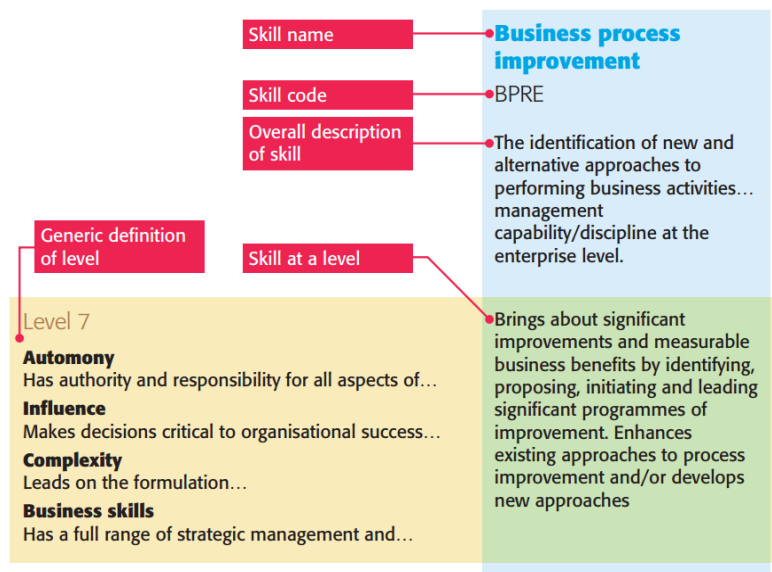 Skill name
Business process
improvement
Skill code
BPRE
Overall description
of skill
The identification of new and
alternative approaches to
performing business activities…
management
capability/discipline at the
enterprise level.
Generic definition
of level
Skill at a level
Level 7
Automony
Has authority and responsibility for all aspects of…
Influence
Makes decisions critical to organisational success…
Complexity
Leads on the formulation…
Business skills
Has a full range of strategic management and…
Brings about significant
improvements and measurable
business benefits by identifying,
proposing, initiating and leading
significant programmes of
improvement. Enhances
existing approaches to process
improvement and/or develops
new approaches